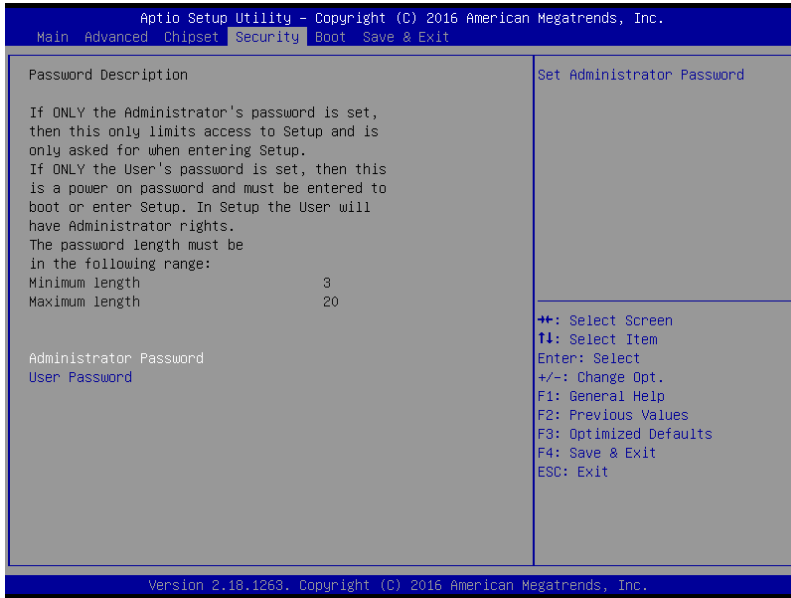 Aptio Setup Utility – Copyright (C) 2016 American Megatrends, Inc.
Main Advanced Chipset Security Boot Save & Exit
Password Description
If ONLY the Administrator's password is set,
then this only limits access to Setup and is
only asked for when entering Setup.
If ONLY the User's password is set, then this
is a power on password and must be entered to
boot or enter Setup. In Setup the User will
have Administrator rights.
The password length must be
in the following range:
Minimum length 3
Maximum length 20
Administrator Password
User Password
Set Administrator Password
→←: Select Screen
↑↓: Select Item
Enter: Select
+/-: Change Opt.
F1: General Help
F2: Previous Values
F3: Optimized Defaults
F4: Save & Exit
ESC: Exit
Version 2.18.1263. Copyright (C) 2016 American Megatrends, Inc.